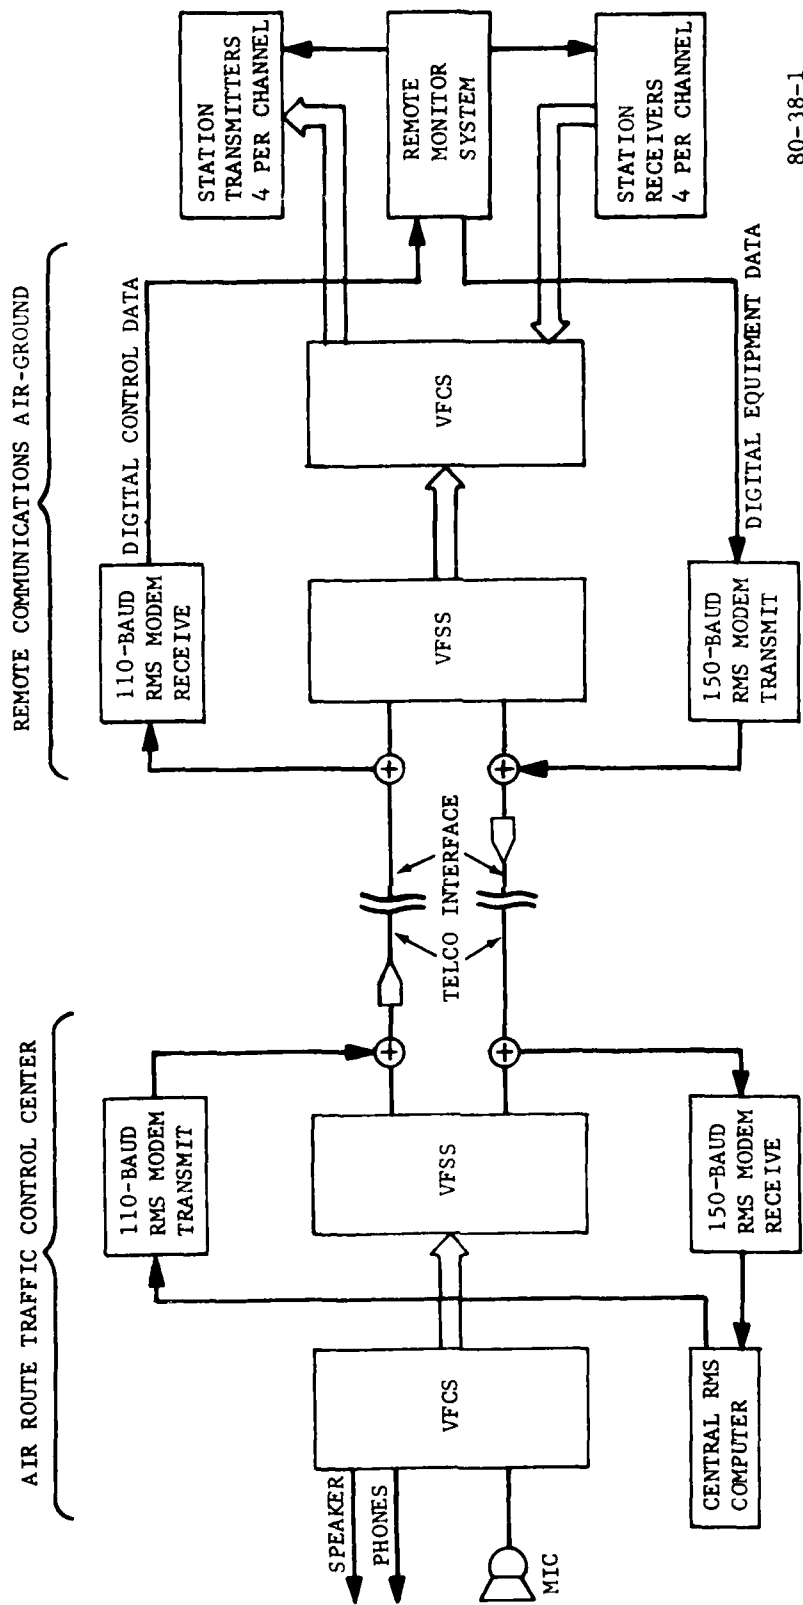 AIR ROUTE TRAFFIC CONTROL CENTER
REMOTE COMMUNICATIONS AIR-GROUND
110-BAUD
RMS MODEM
TRANSMIT
110-BAUD
RMS MODEM
RECEIVE
DIGITAL CONTROL DATA
STATION
TRANSMITTERS
4 PER CHANNEL
SPEAKER
PHONES
MIC
VFCS
VFSS
TELCO INTERFACE
VFSS
VFCS
REMOTE
MONITOR
SYSTEM
CENTRAL RMS
COMPUTER
150-BAUD
RMS MODEM
RECEIVE
150-BAUD
RMS MODEM
TRANSMIT
DIGITAL EQUIPMENT DATA
STATION
RECEIVERS
4 PER CHANNEL
80-38-1